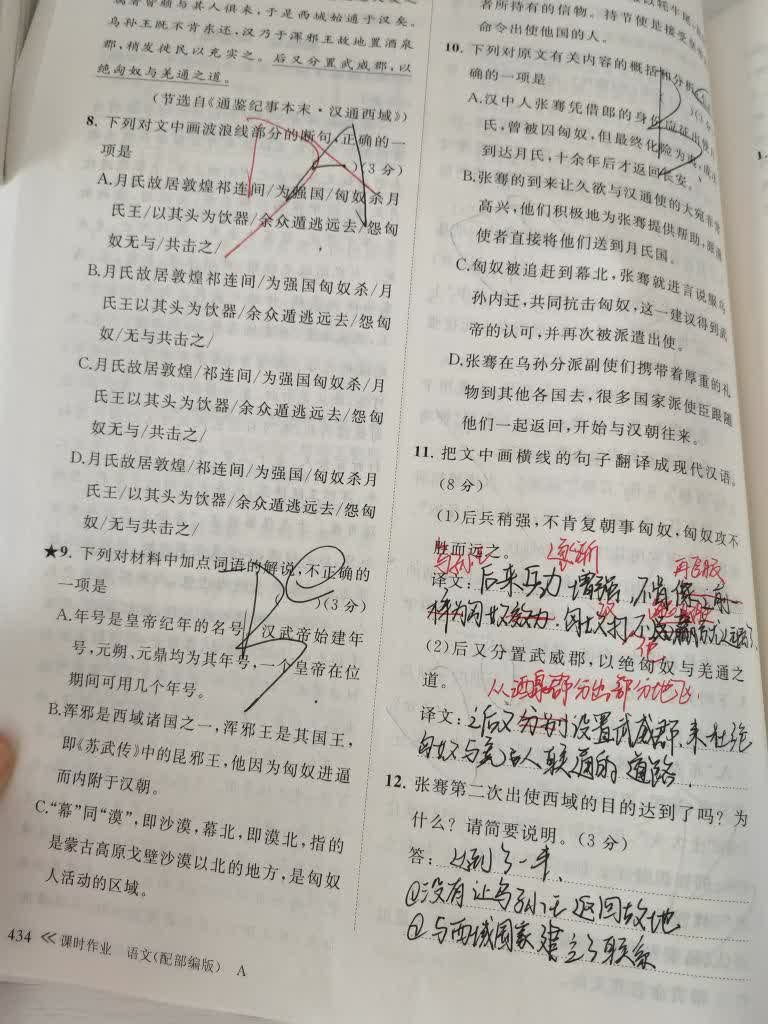 属各皆与其人俱来,于是西域始通于汉矣。
乌孙王既不肯东还,汉乃于浑邪王故地置酒泉
郡,稍发徙民以充实之。后又分置武威郡,以
绝匈奴与羌通之道。
(节选自《通鉴纪事本末·汉通西域》)
8. 下列对文中画波浪线部分的断句,正确的一
项是 )(3分)
A.月氏故居敦煌祁连间/为强国/匈奴杀月
氏王/以其头为饮器/余众遁逃远去/怨匈
奴无与/共击之/
B.月氏故居敦煌祁连间/为强国匈奴杀/月
氏王以其头为饮器/余众遁逃远去/怨匈
奴/无与共击之/
C.月氏故居敦煌/祁连间/为强国匈奴杀/月
氏王以其头为饮器/余众遁逃远去/怨匈
奴无与/共击之/
D.月氏故居敦煌/祁连间/为强国/匈奴杀月
氏王/以其头为饮器/余众遁逃远去/怨匈
奴/无与共击之/
★9. 下列对材料中加点词语的解说,不正确的
一项是 B )(3分)
A.年号是皇帝纪年的名号,汉武帝始建年
号,元朔、元鼎均为其年号,一个皇帝在位
期间可用几个年号。
B.浑邪是西域诸国之一,浑邪王是其国王,
即《苏武传》中的昆邪王,他因为匈奴进逼
而内附于汉朝。
C.“幕”同“漠”,即沙漠,幕北,即漠北,指的
是蒙古高原戈壁沙漠以北的地方,是匈奴
人活动的区域。
434 ≪ 课时作业 语文(配部编版) A
者所持有的信物。持节使是接受
命令出使他国的人。
10. 下列对原文有关内容的概括和分析
确的一项是 )(3
A.汉中人张骞凭借郎的身份应征出使月
氏,曾被囚匈奴,但最终化险为夷,
到达月氏,十余年后才返回长安。
B.张骞的到来让久欲与汉通使的大宛
高兴,他们积极地为张骞提供帮助,
使者直接将他们送到月氏国。
C.匈奴被追赶到幕北,张骞就进言说服乌
孙内迁,共同抗击匈奴,这一建议得到武
帝的认可,并再次被派遣出使。
D.张骞在乌孙分派副使们携带着厚重的礼
物到其他各国去,很多国家派使臣跟随
他们一起返回,开始与汉朝往来。
11. 把文中画横线的句子翻译成现代汉语。
(8分)
(1)后兵稍强,不肯复朝事匈奴,匈奴攻不
胜而远之。
逐渐
译文:后来兵力增强,不肯像之前
(2)后又分置武威郡,以绝匈奴与羌通之
道。
从酒泉郡分出部分地区
译文:之后又分别设置武威郡,来杜绝
匈奴与羌人联通的道路.
12. 张骞第二次出使西域的目的达到了吗?为
什么?请简要说明。(3分)
答:达到了一半、
①没有让乌孙王返回故地
②与西域国家建立了联系